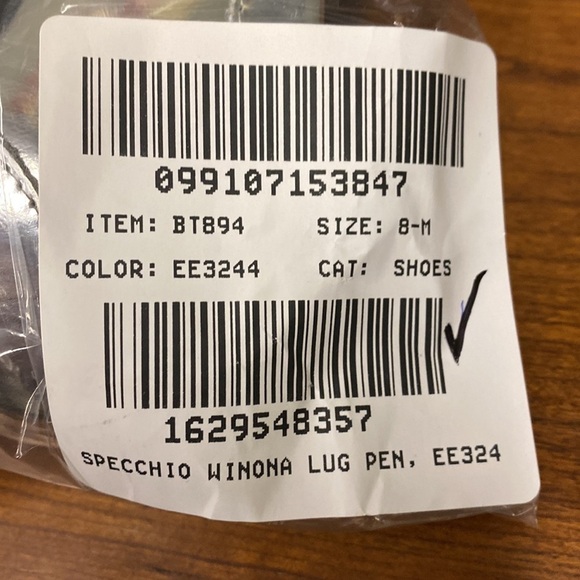 099107153847
ITEM: BT894 SIZE: 8-M
COLOR: EE3244 CAT: SHOES
1629548357
SPECCHIO WINONA LUG PEN, EE324